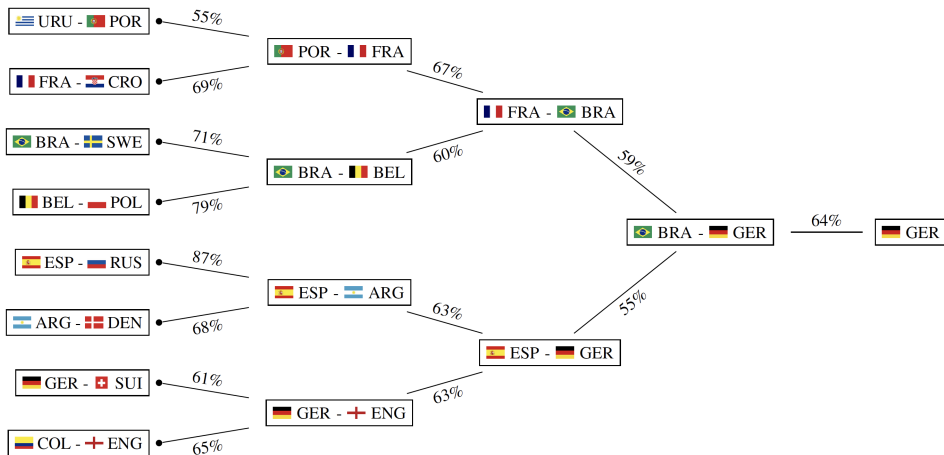 URU - POR
55%
POR - FRA
FRA - CRO
69%
67%
FRA - BRA
BRA - SWE
71%
60%
BRA - BEL
BEL - POL
79%
59%
BRA - GER
64%
GER
ESP - RUS
87%
ESP - ARG
ARG - DEN
68%
63%
55%
ESP - GER
GER - SUI
61%
63%
GER - ENG
COL - ENG
65%